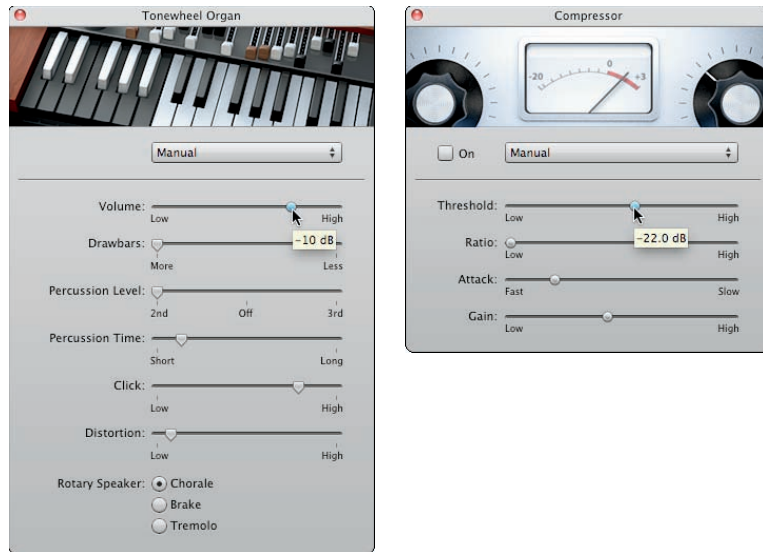 Tonewheel Organ
Manual
Volume:
Low High
-10 dB
Drawbars:
More Less
Percussion Level:
2nd Off 3rd
Percussion Time:
Short Long
Click:
Low High
Distortion:
Low High
Rotary Speaker: Chorale
Brake
Tremolo
Compressor
-20 0 +3
On Manual
Threshold:
Low High
-22.0 dB
Ratio:
Low High
Attack:
Fast Slow
Gain:
Low High